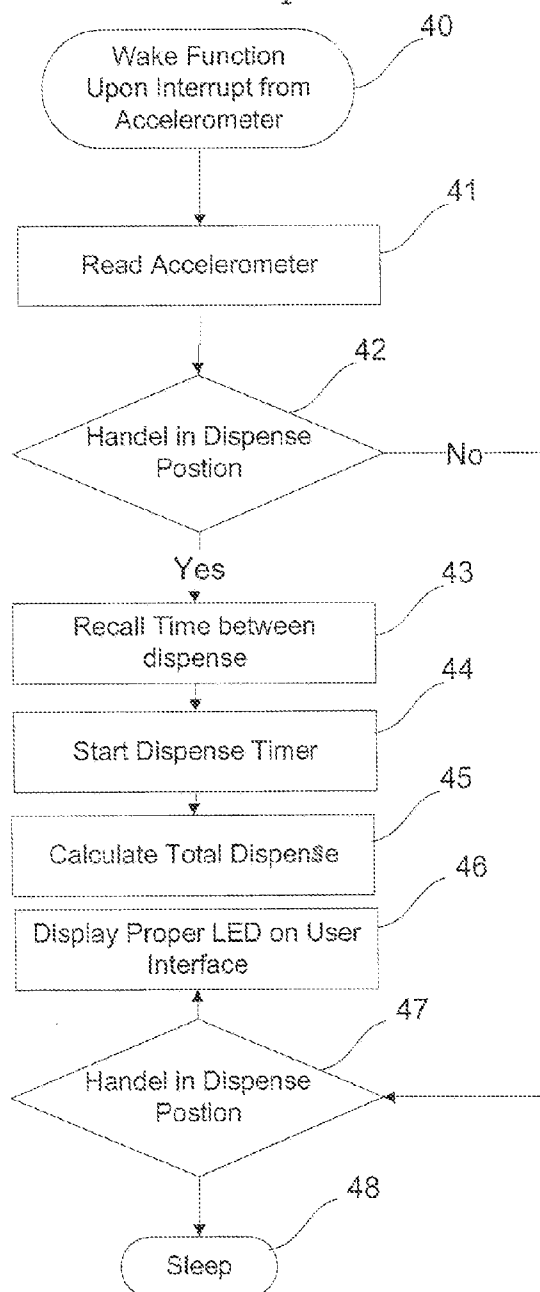 40
Wake Function
Upon Interrupt from
Accelerometer
41
Read Accelerometer
42
Handel in Dispense
Postion
No
Yes
43
Recall Time between
dispense
44
Start Dispense Timer
45
Calculate Total Dispense
46
Display Proper LED on User
Interface
47
Handel in Dispense
Postion
48
Sleep